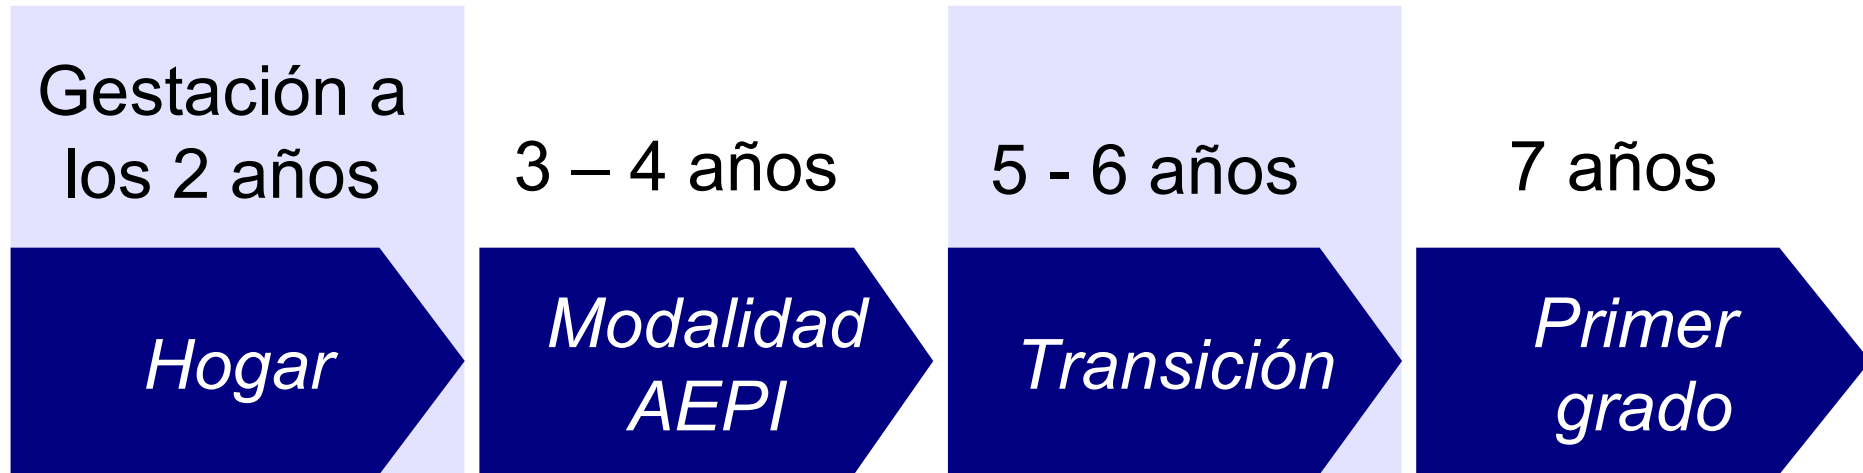 Gestación a
los 2 años
3 – 4 años
5 - 6 años
7 años
Hogar
Modalidad
AEPI
Transición
Primer
grado